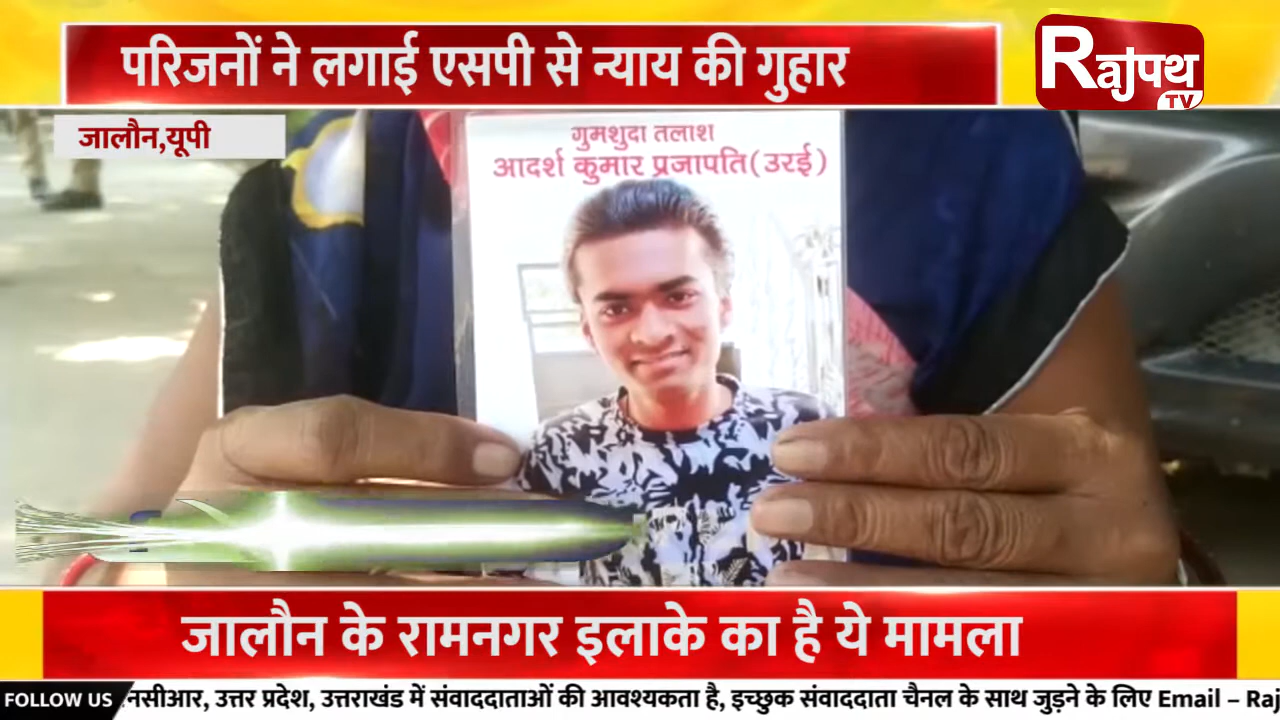 परिजनों ने लगाई एसपी से न्याय की गुहार
Rajपथ
TV
जालौन,यूपी
गुमशुदा तलाश
आदर्श कुमार प्रजापति(उरई)
जालौन के रामनगर इलाके का है ये मामला
FOLLOW US नसीआर, उत्तर प्रदेश, उत्तराखंड में संवाददाताओं की आवश्यकता है, इच्छुक संवाददाता चैनल के साथ जुड़ने के लिए Email – Raj